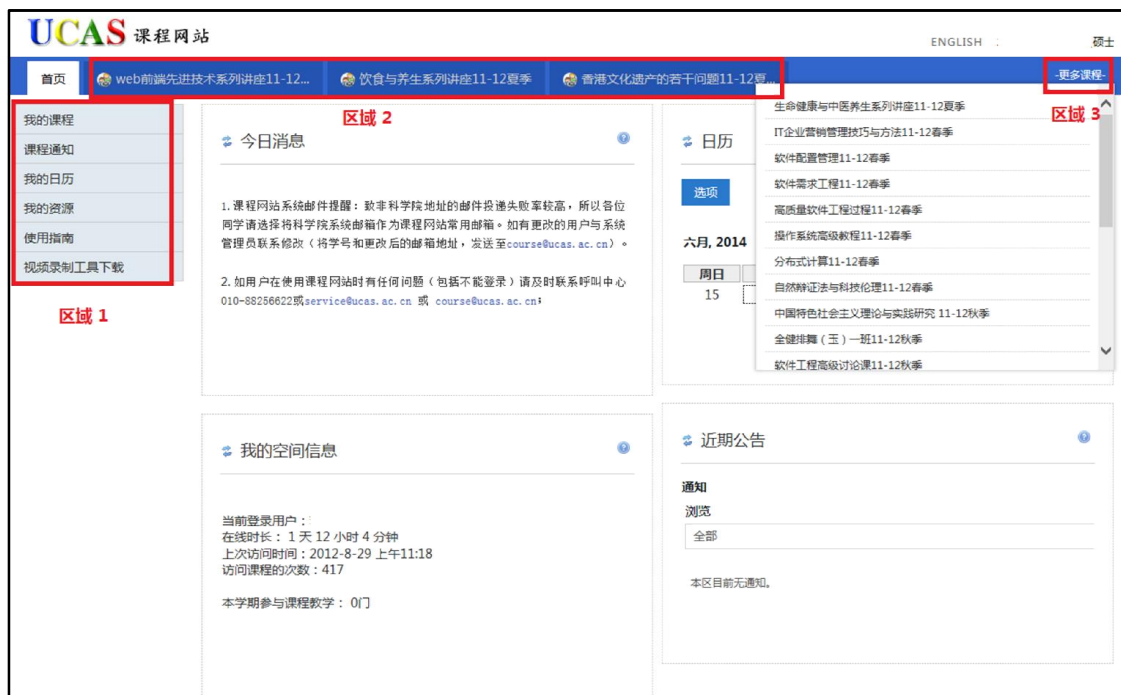 UCAS 课程网站
ENGLISH
硕士
首页
web前端先进技术系列讲座11-12...
饮食与养生系列讲座11-12夏季
香港文化遗产的若干问题11-12夏...
-更多课程-
区域 1
区域 2
区域 3
我的课程
课程通知
我的日历
我的资源
使用指南
视频录制工具下载
今日消息
1.课程网站系统邮件提醒：致非科学院地址的邮件投递失败率较高，所以各位
同学请选择将科学院系统邮箱作为课程网站常用邮箱。如有更改的用户与系统
管理员联系修改（将学号和更改后的邮箱地址，发送至course@ucas.ac.cn）。
2.如用户在使用课程网站时有任何问题（包括不能登录）请及时联系呼叫中心
010-88256622或service@ucas.ac.cn 或 course@ucas.ac.cn;
日历
选项
六月, 2014
周日
15
生命健康与中医养生系列讲座11-12夏季
IT企业营销管理技巧与方法11-12春季
软件配置管理11-12春季
软件需求工程11-12春季
高质量软件工程过程11-12春季
操作系统高级教程11-12春季
分布式计算11-12春季
自然辩证法与科技伦理11-12春季
中国特色社会主义理论与实践研究 11-12秋季
全健排舞（玉）一班11-12秋季
软件工程高级讨论课11-12秋季
我的空间信息
当前登录用户：
在线时长： 1 天 12 小时 4 分钟
上次访问时间：2012-8-29 上午11:18
访问课程的次数：417
本学期参与课程教学： 0门
近期公告
通知
浏览
全部
本区目前无通知。